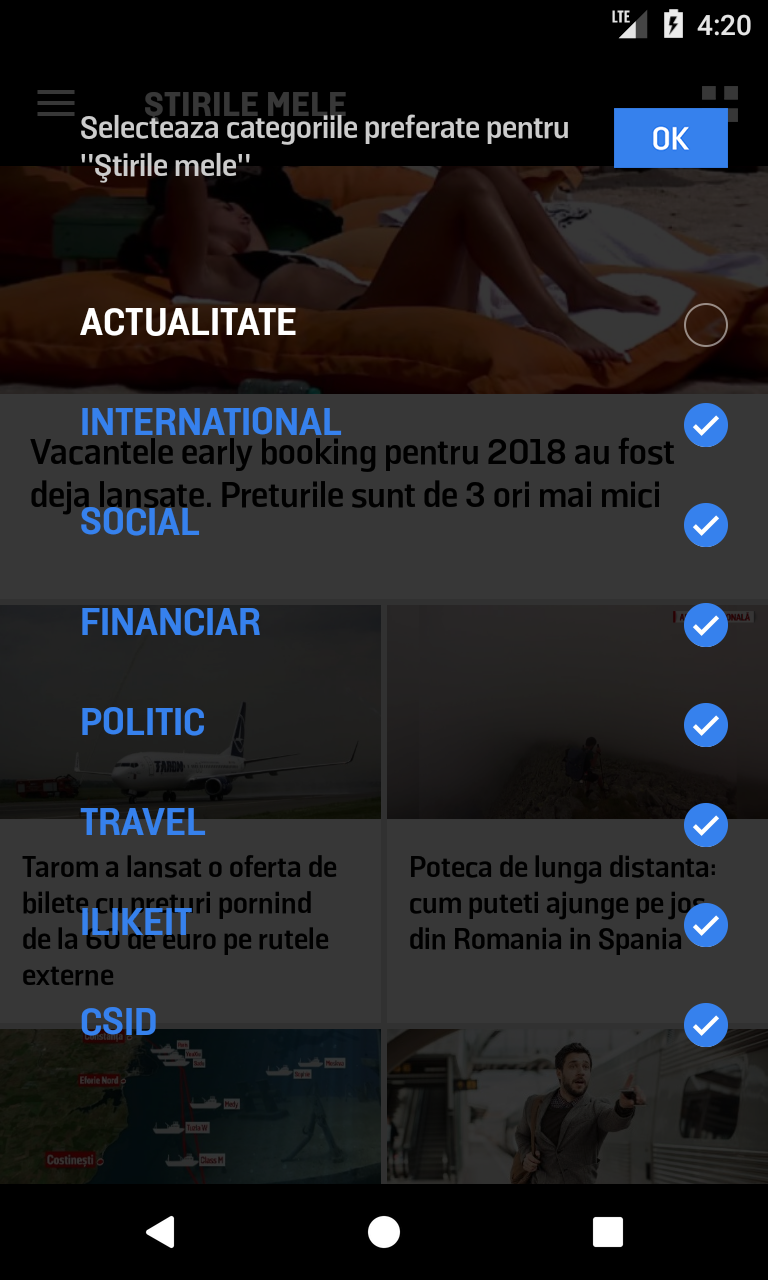 LTE 4:20
STIRILE MELE
Selecteaza categoriile preferate pentru
"Știrile mele"
OK
ACTUALITATE
INTERNATIONAL
Vacantele early booking pentru 2018 au fost
deja lansate. Preturile sunt de 3 ori mai mici
SOCIAL
FINANCIAR
POLITIC
TAROM
TRAVEL
Tarom a lansat o oferta de
bilete cu preturi pornind
de la 60 de euro pe rutele
externe
Poteca de lunga distanta:
cum puteti ajunge pe jos
din Romania in Spania
ILIKEIT
CSID
Constanța
Eforie Nord
Costinești